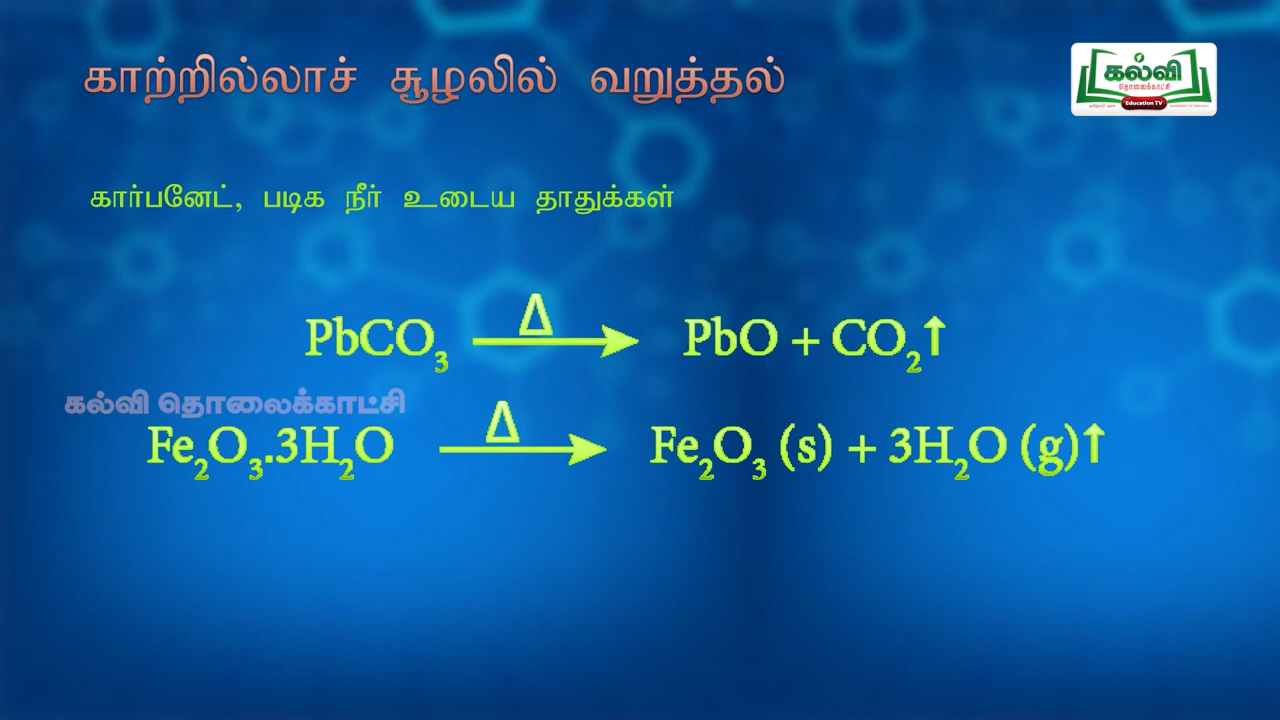 காற்றில்லாச் சூழலில் வறுத்தல்
கல்வி
தொலைக்காட்சி
Education TV
கார்பனேட், படிக நீர் உடைய தாதுக்கள்
PbCO₃ —Δ→ PbO + CO₂↑
கல்வி தொலைக்காட்சி
Fe₂O₃.3H₂O —Δ→ Fe₂O₃ (s) + 3H₂O (g)↑